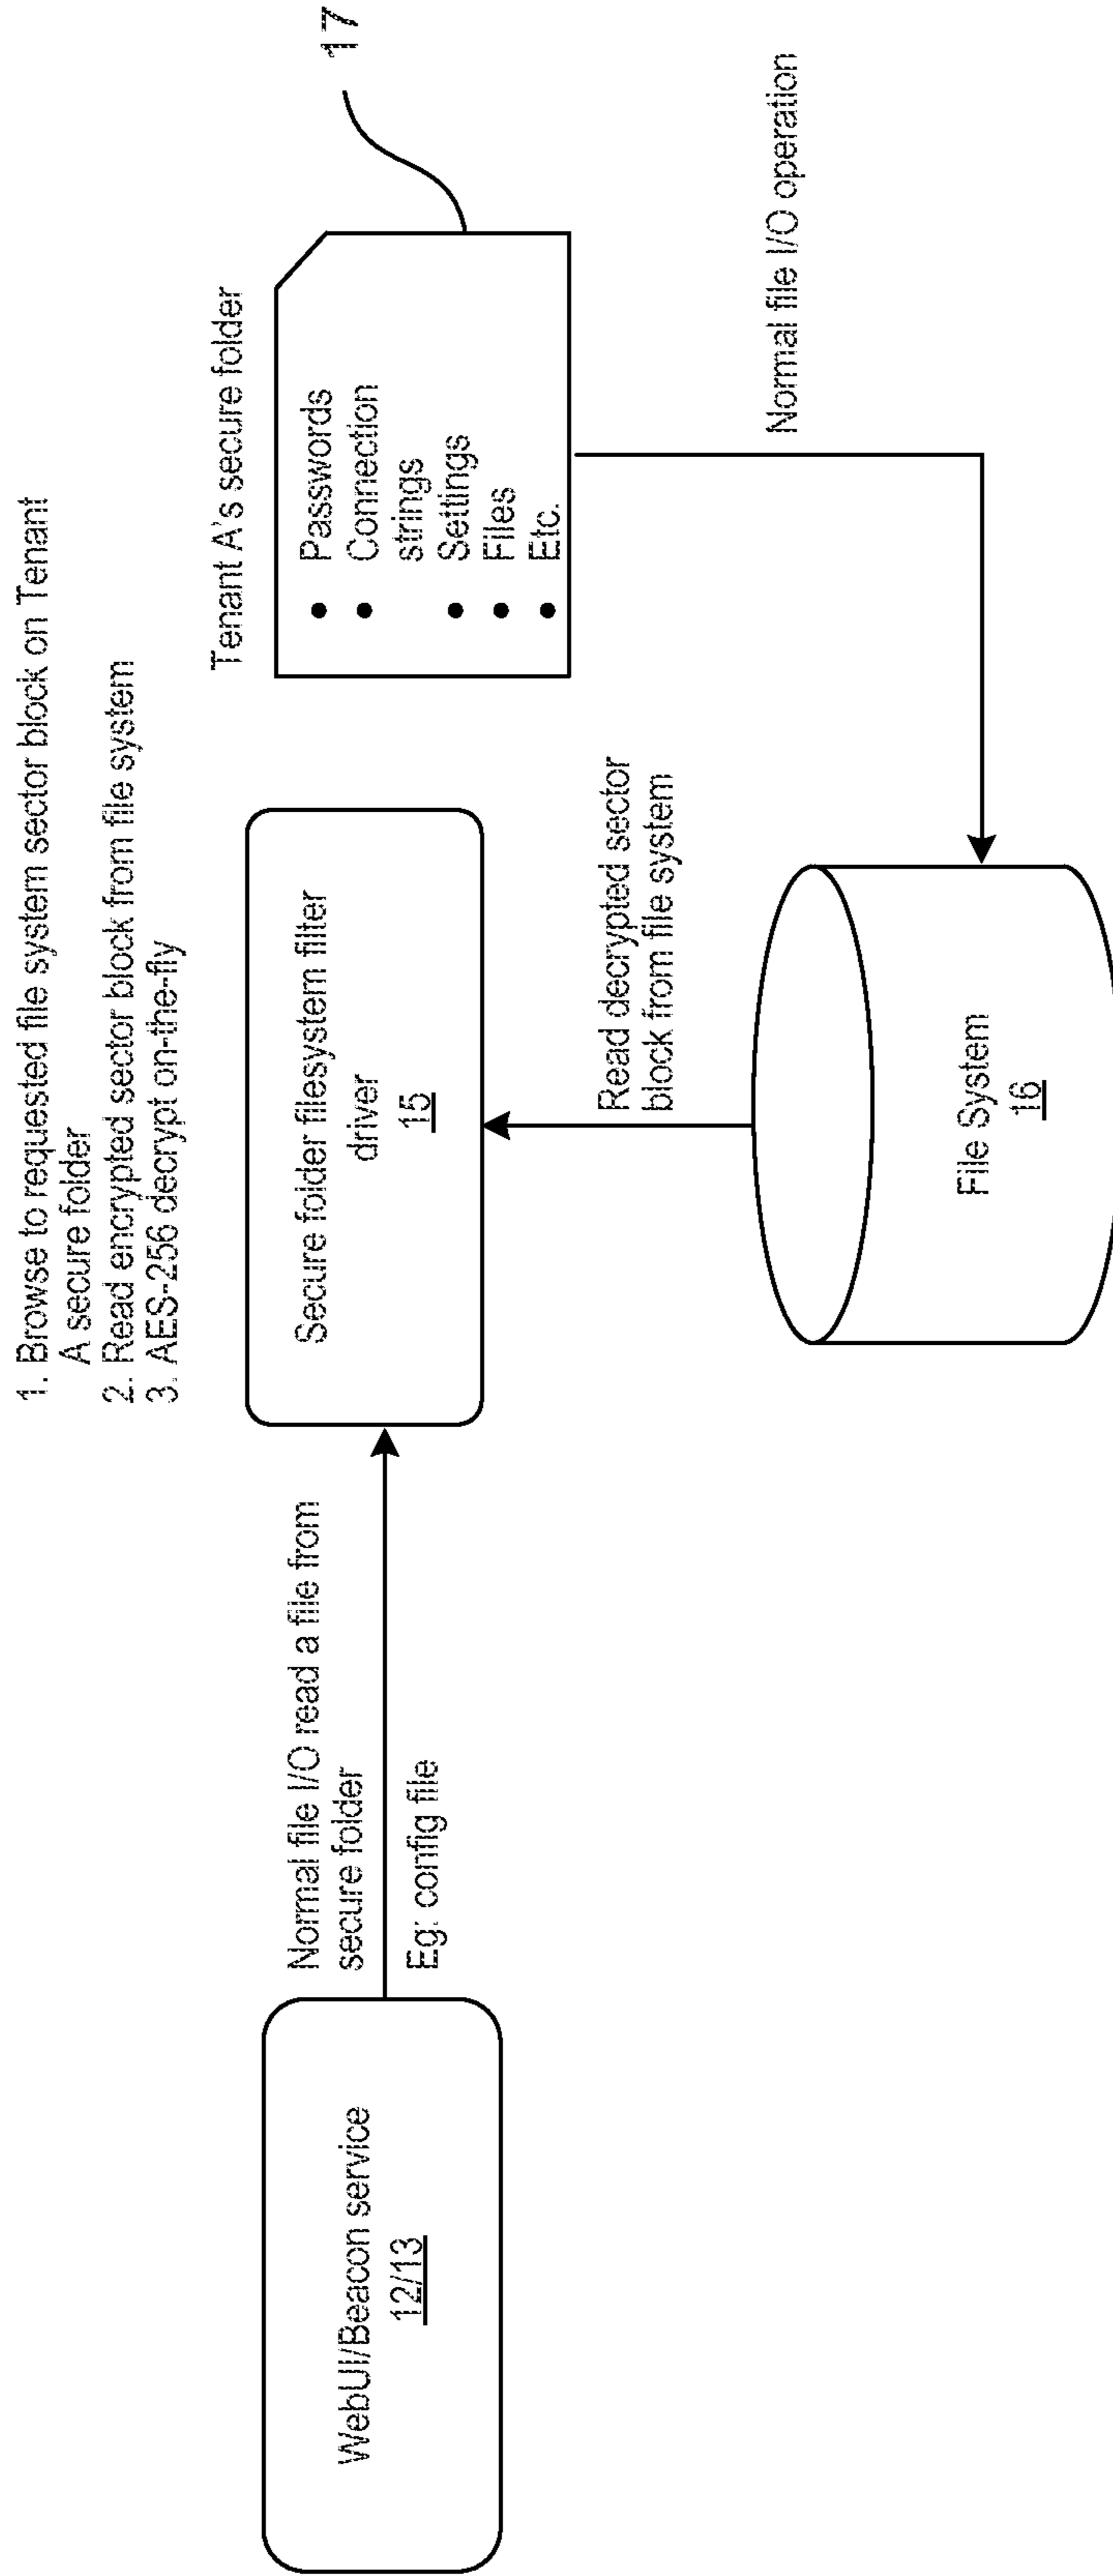 1. Browse to requested file system sector block on Tenant
A secure folder
2. Read encrypted sector block from file system
3. AES-256 decrypt on-the-fly
WebUI/Beacon service
12/13
Normal file I/O read a file from
secure folder
Eg: config file
Secure folder filesystem filter
driver
15
Tenant A's secure folder
• Passwords
• Connection
strings
• Settings
• Files
• Etc.
17
Read decrypted sector
block from file system
Normal file I/O operation
File System
16